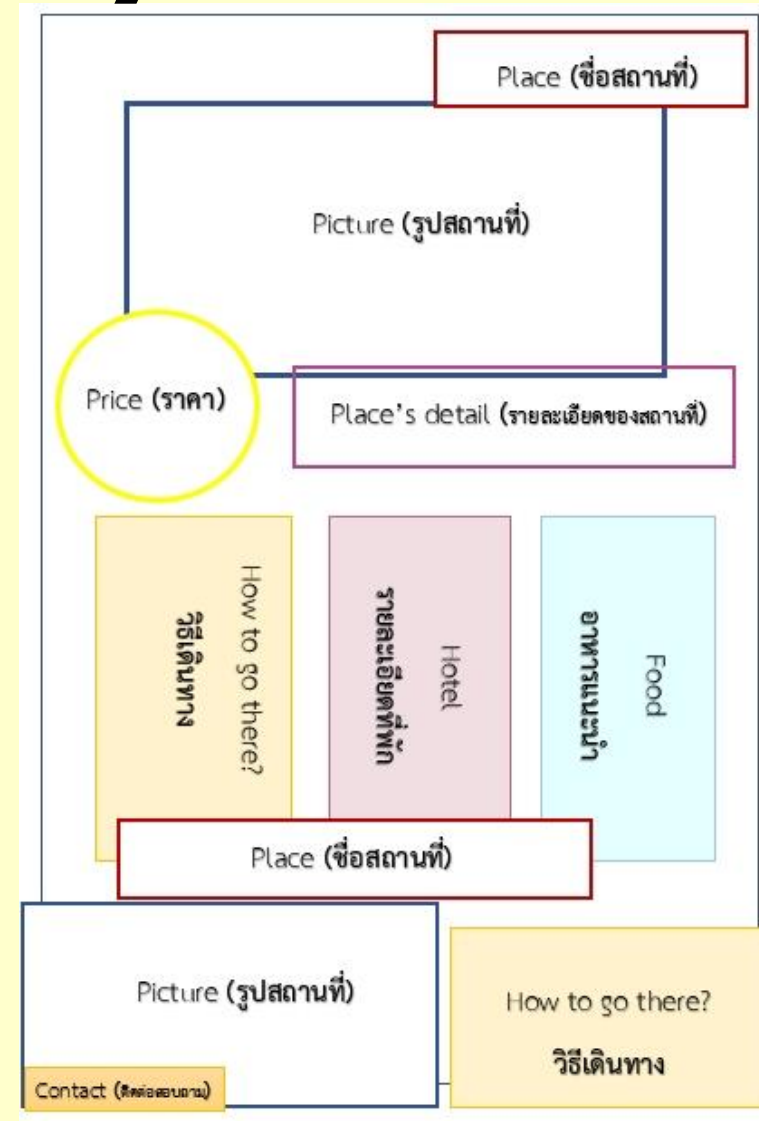 Place (ชื่อสถานที่)
Picture (รูปสถานที่)
Price (ราคา)
Place's detail (รายละเอียดของสถานที่)
How to go there?
วิธีเดินทาง
Hotel
รายละเอียดที่พัก
Food
อาหารแนะนำ
Place (ชื่อสถานที่)
Picture (รูปสถานที่)
How to go there?
วิธีเดินทาง
Contact (ติดต่อสอบถาม)